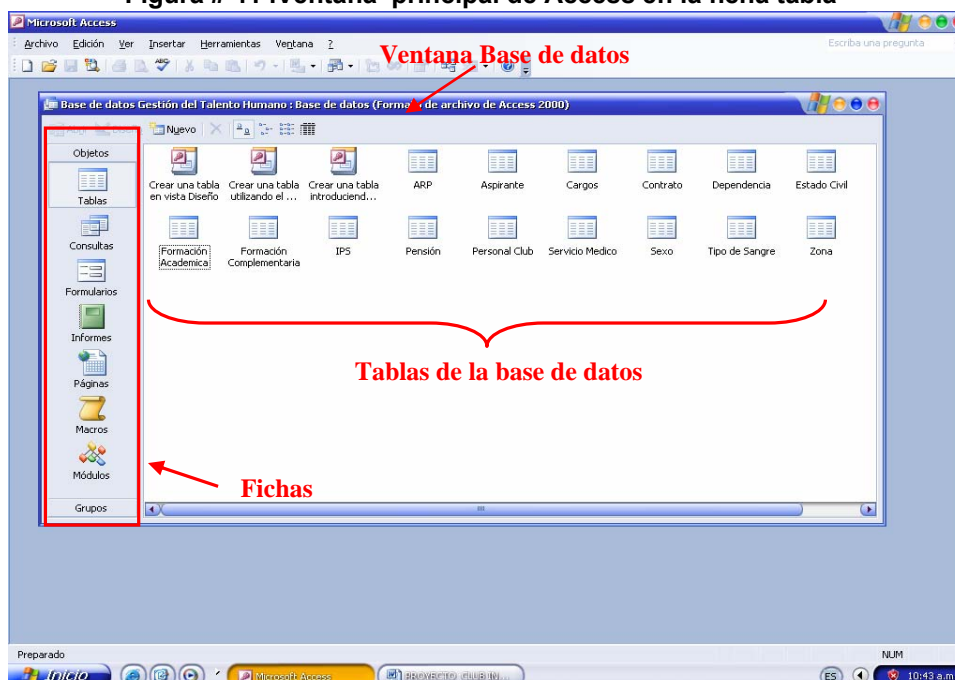 Microsoft Access
Archivo Edición Ver Insertar Herramientas Ventana ?
Escriba una pregunta
Ventana Base de datos
Base de datos Gestión del Talento Humano : Base de datos (Formato de archivo de Access 2000)
Nuevo
Objetos
Tablas
Consultas
Formularios
Informes
Páginas
Macros
Módulos
Grupos
Crear una tabla en vista Diseño
Crear una tabla utilizando el ...
Crear una tabla introduciend...
ARP
Aspirante
Cargos
Contrato
Dependencia
Estado Civil
Formación Academica
Formación Complementaria
IPS
Pensión
Personal Club
Servicio Medico
Sexo
Tipo de Sangre
Zona
Tablas de la base de datos
Fichas
Preparado
NUM
Inicio
Microsoft Access
PROYECTO
ES
10:43 a.m.